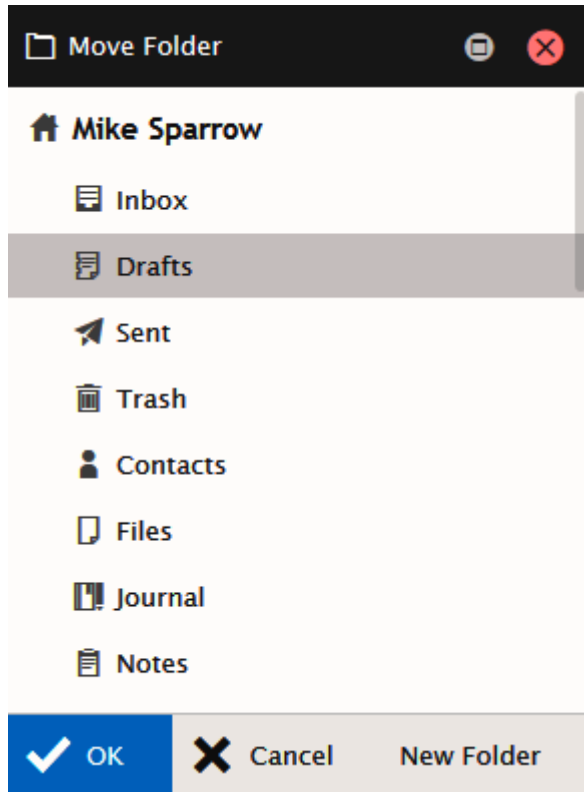 Move Folder
Mike Sparrow
Inbox
Drafts
Sent
Trash
Contacts
Files
Journal
Notes
OK Cancel New Folder